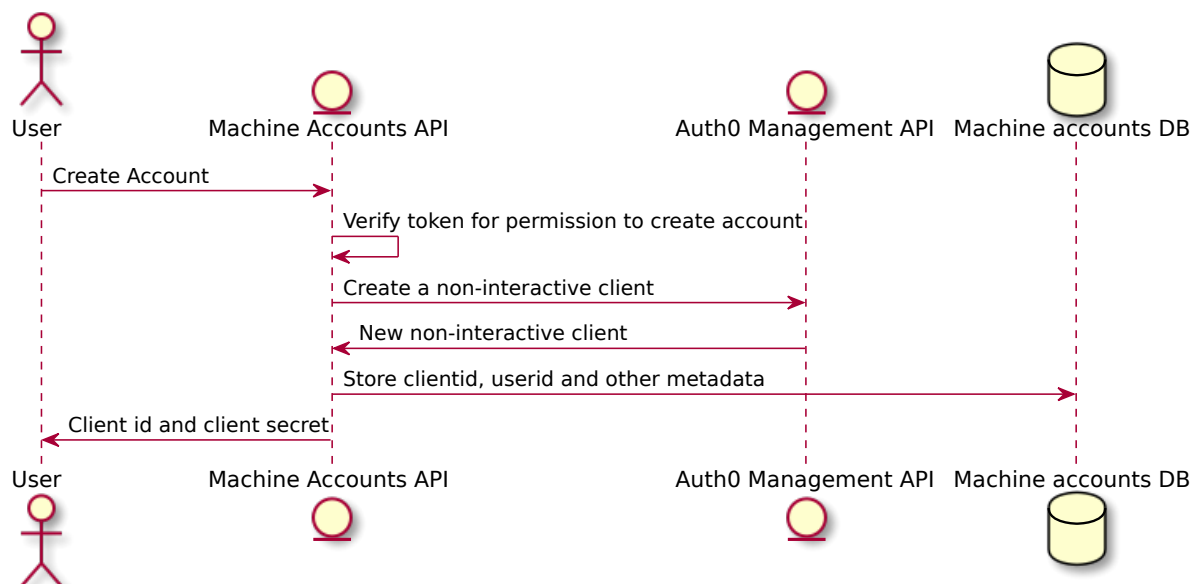 User
Machine Accounts API
Auth0 Management API
Machine accounts DB
Create Account
Verify token for permission to create account
Create a non-interactive client
New non-interactive client
Store clientid, userid and other metadata
Client id and client secret
User
Machine Accounts API
Auth0 Management API
Machine accounts DB